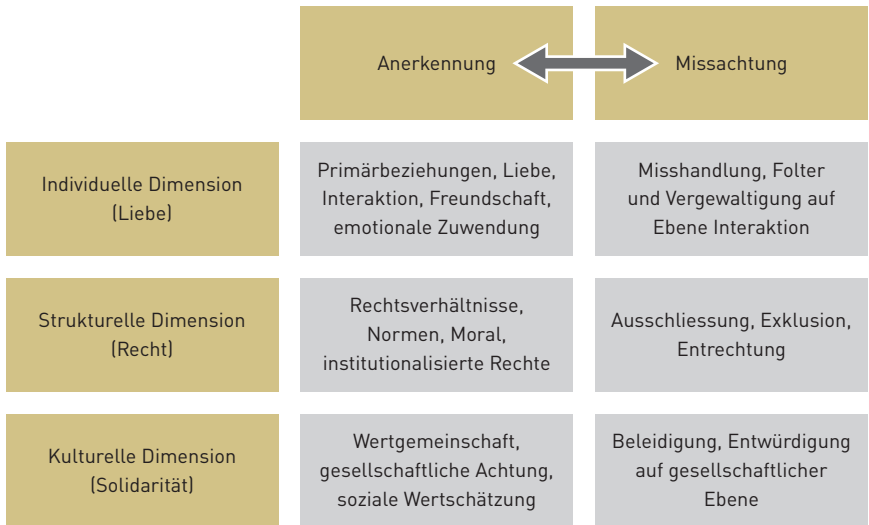 Anerkennung
Missachtung
Individuelle Dimension
(Liebe)
Primärbeziehungen, Liebe,
Interaktion, Freundschaft,
emotionale Zuwendung
Misshandlung, Folter
und Vergewaltigung auf
Ebene Interaktion
Strukturelle Dimension
(Recht)
Rechtsverhältnisse,
Normen, Moral,
institutionalisierte Rechte
Ausschliessung, Exklusion,
Entrechtung
Kulturelle Dimension
(Solidarität)
Wertgemeinschaft,
gesellschaftliche Achtung,
soziale Wertschätzung
Beleidigung, Entwürdigung
auf gesellschaftlicher
Ebene